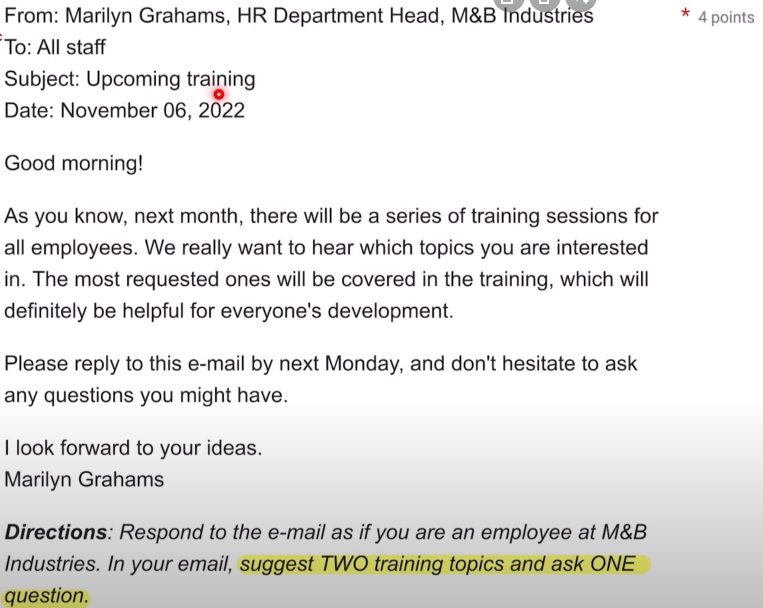 From: Marilyn Grahams, HR Department Head, M&B Industries
* 4 points
To: All staff
Subject: Upcoming training
Date: November 06, 2022
Good morning!
As you know, next month, there will be a series of training sessions for
all employees. We really want to hear which topics you are interested
in. The most requested ones will be covered in the training, which will
definitely be helpful for everyone's development.
Please reply to this e-mail by next Monday, and don't hesitate to ask
any questions you might have.
I look forward to your ideas.
Marilyn Grahams
Directions: Respond to the e-mail as if you are an employee at M&B
Industries. In your email, suggest TWO training topics and ask ONE
question.